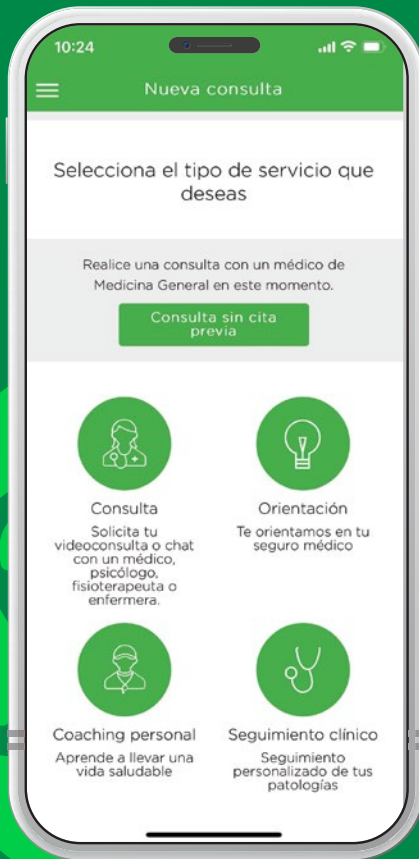 10:24
Nueva consulta
Selecciona el tipo de servicio que
deseas
Realice una consulta con un médico de
Medicina General en este momento.
Consulta sin cita
previa
Consulta
Solicita tu
videoconsulta o chat
con un médico,
psicólogo,
fisioterapeuta o
enfermera.
Orientación
Te orientamos en tu
seguro médico
Coaching personal
Aprende a llevar una
vida saludable
Seguimiento clínico
Seguimiento
personalizado de tus
patologías